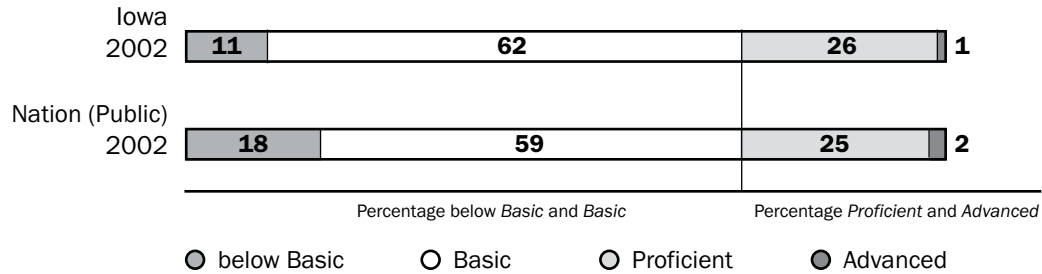 Iowa
2002
11 62 26 1
Nation (Public)
2002
18 59 25 2
Percentage below Basic and Basic Percentage Proficient and Advanced
below Basic Basic Proficient Advanced